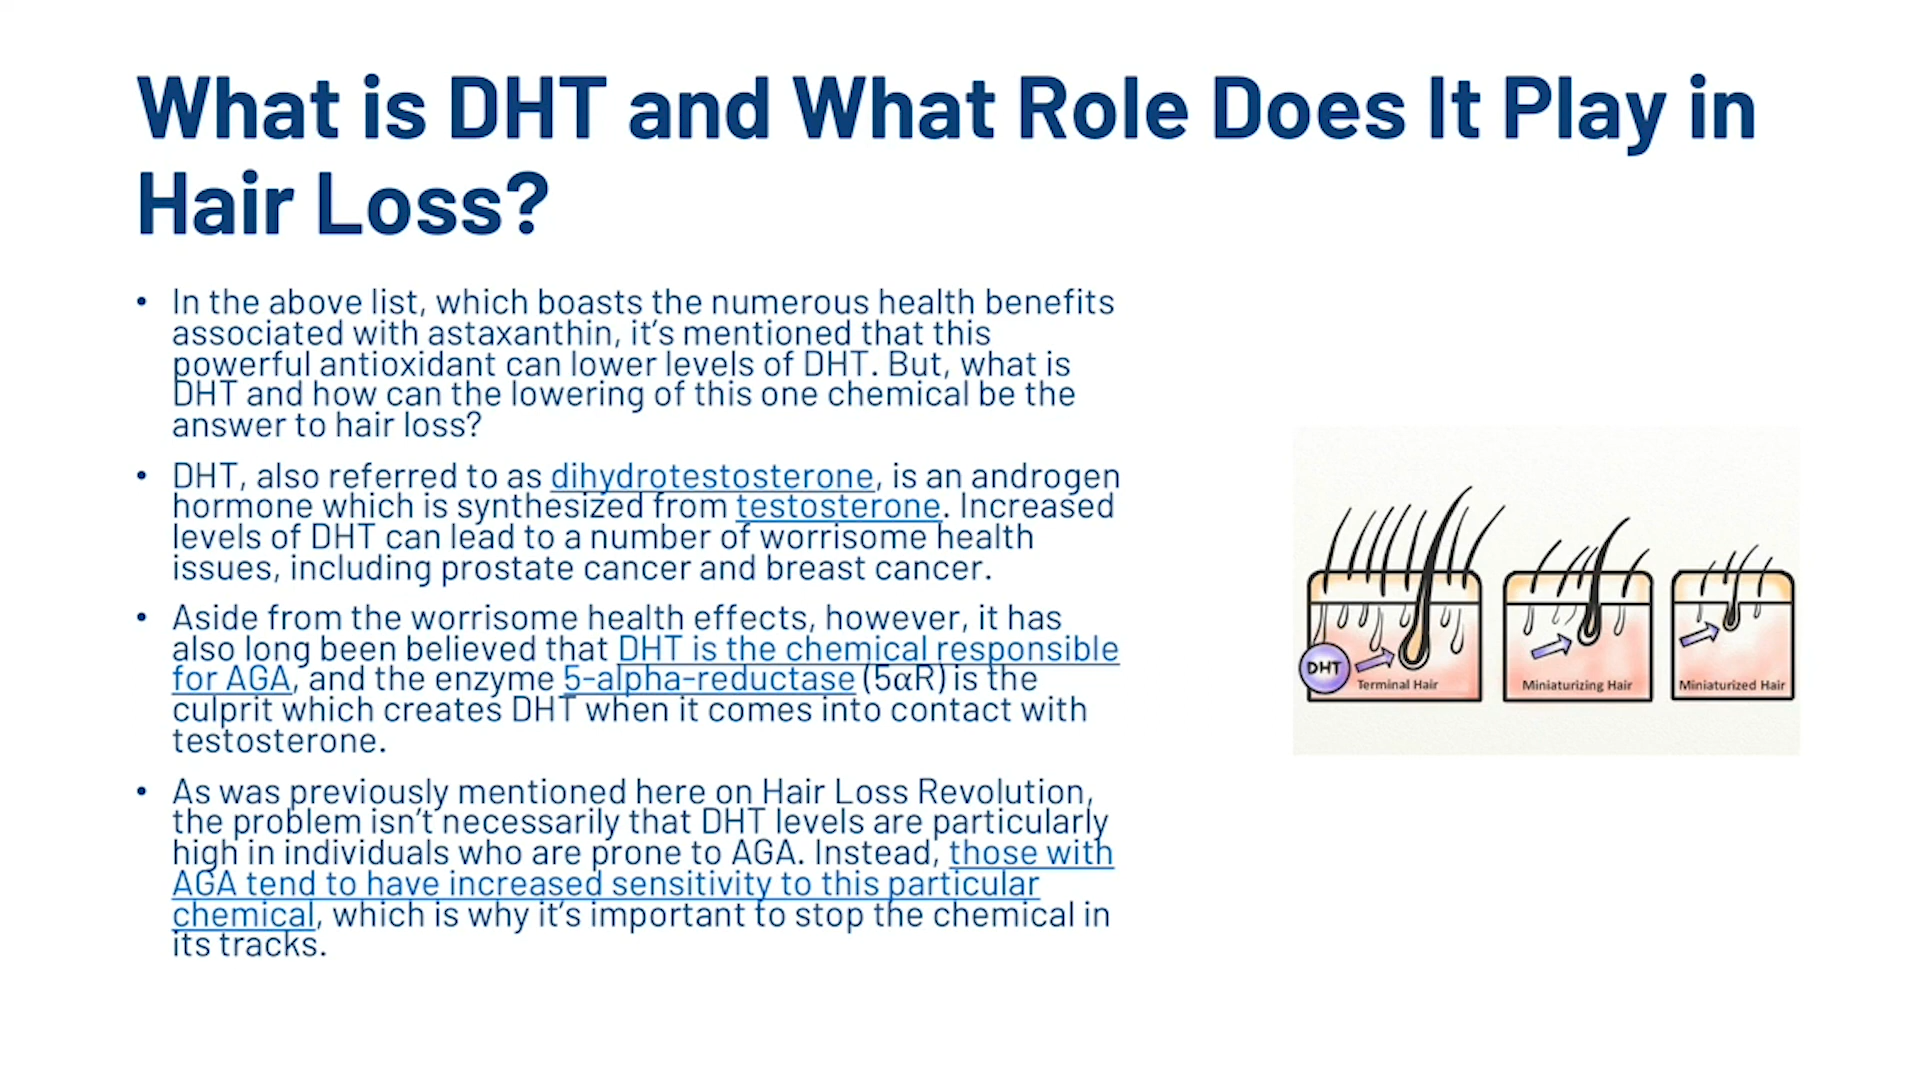 What is DHT and What Role Does It Play in
Hair Loss?
• In the above list, which boasts the numerous health benefits
associated with astaxanthin, it’s mentioned that this
powerful antioxidant can lower levels of DHT. But, what is
DHT and how can the lowering of this one chemical be the
answer to hair loss?
• DHT, also referred to as dihydrotestosterone, is an androgen
hormone which is synthesized from testosterone. Increased
levels of DHT can lead to a number of worrisome health
issues, including prostate cancer and breast cancer.
• Aside from the worrisome health effects, however, it has
also long been believed that DHT is the chemical responsible
for AGA, and the enzyme 5-alpha-reductase (5αR) is the
culprit which creates DHT when it comes into contact with
testosterone.
• As was previously mentioned here on Hair Loss Revolution,
the problem isn’t necessarily that DHT levels are particularly
high in individuals who are prone to AGA. Instead, those with
AGA tend to have increased sensitivity to this particular
chemical, which is why it’s important to stop the chemical in
its tracks.
DHT
Terminal Hair
Miniaturizing Hair
Miniaturized Hair